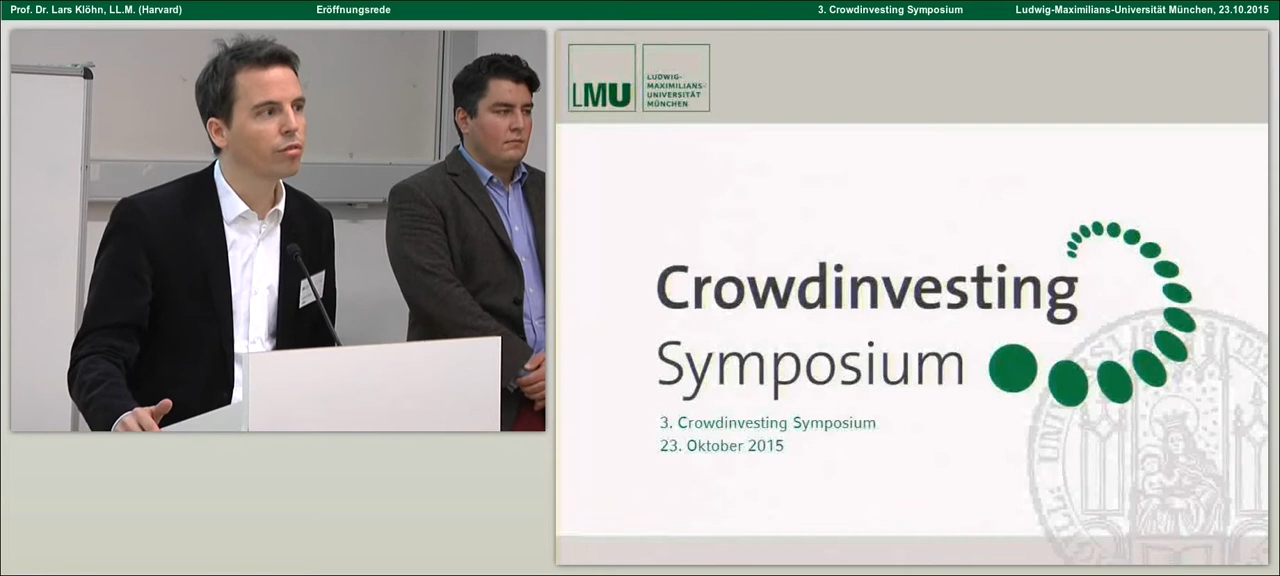 Prof. Dr. Lars Klöhn, LL.M. (Harvard) Eröffnungsrede 3. Crowdinvesting Symposium Ludwig-Maximilians-Universität München, 23.10.2015
LMU
LUDWIG-
MAXIMILIANS-
UNIVERSITÄT
MÜNCHEN
Crowdinvesting
Symposium
3. Crowdinvesting Symposium
23. Oktober 2015